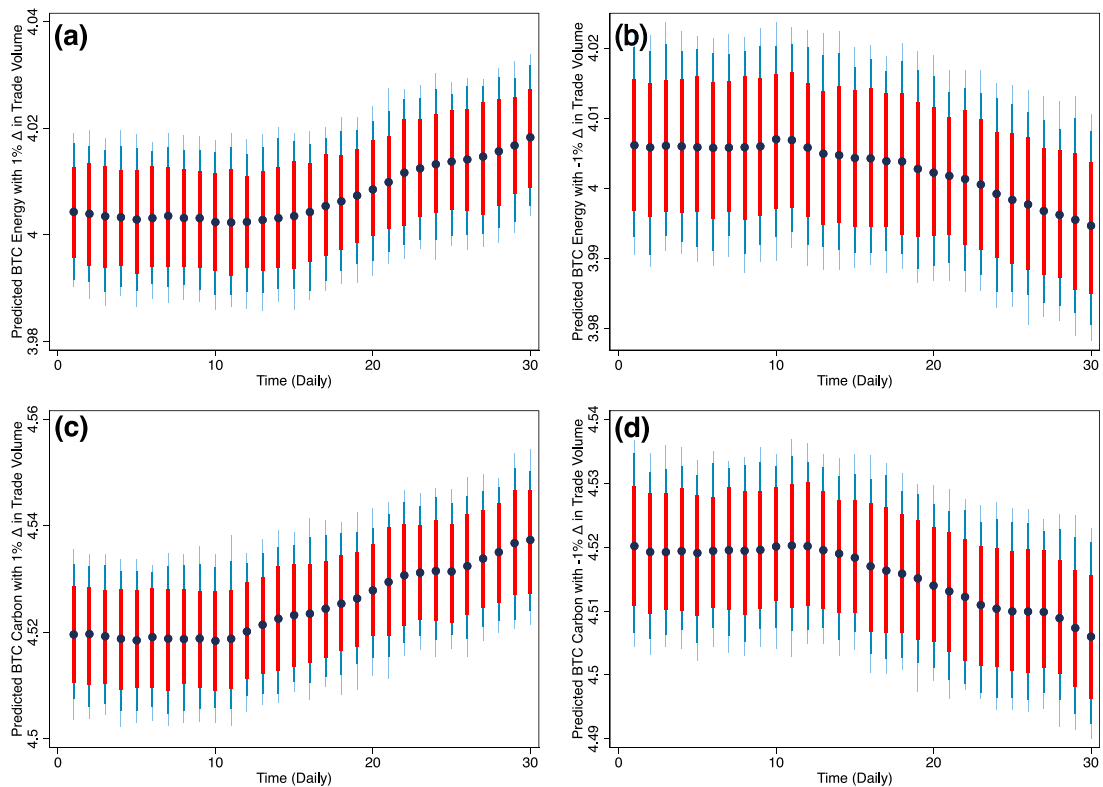 (a)
Predicted BTC Energy with 1% Δ in Trade Volume
4.04
4.02
4
3.98
0
10
20
30
Time (Daily)
(b)
Predicted BTC Energy with -1% Δ in Trade Volume
4.02
4.01
4
3.99
3.98
0
10
20
30
Time (Daily)
(c)
Predicted BTC Carbon with 1% Δ in Trade Volume
4.56
4.54
4.52
4.5
0
10
20
30
Time (Daily)
(d)
Predicted BTC Carbon with -1% Δ in Trade Volume
4.54
4.53
4.52
4.51
4.5
4.49
0
10
20
30
Time (Daily)